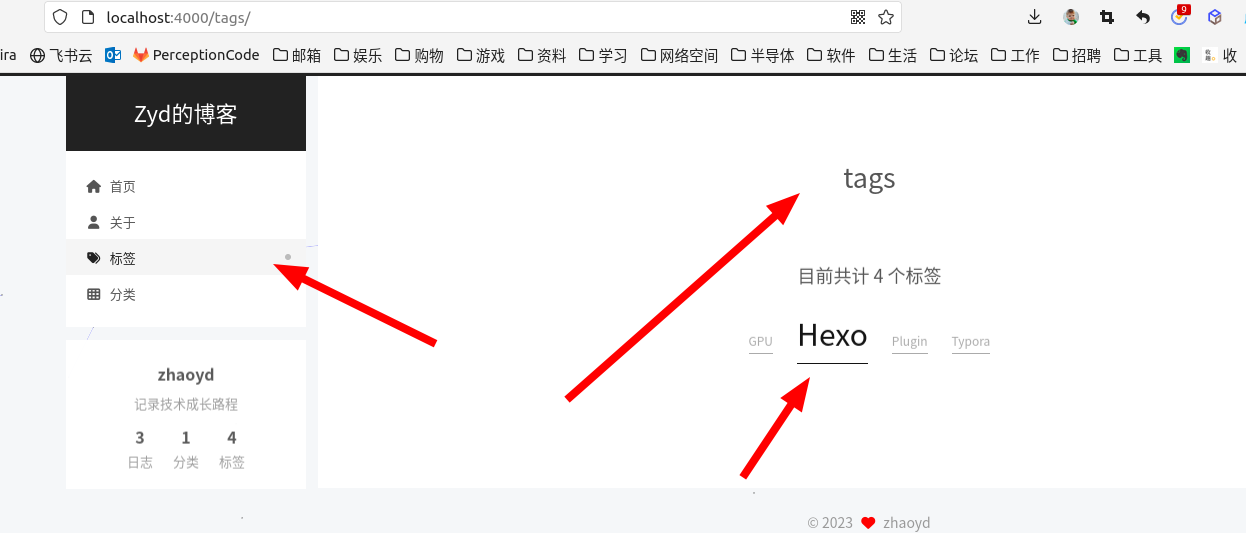 localhost:4000/tags/
9
ira 飞书云 PerceptionCode 邮箱 娱乐 购物 游戏 资料 学习 网络空间 半导体 软件 生活 论坛 工作 招聘 工具 收
Zyd的博客
首页
关于
标签
分类
zhaoyd
记录技术成长路程
3 1 4
日志 分类 标签
tags
目前共计 4 个标签
GPU Hexo Plugin Typora
© 2023 zhaoyd